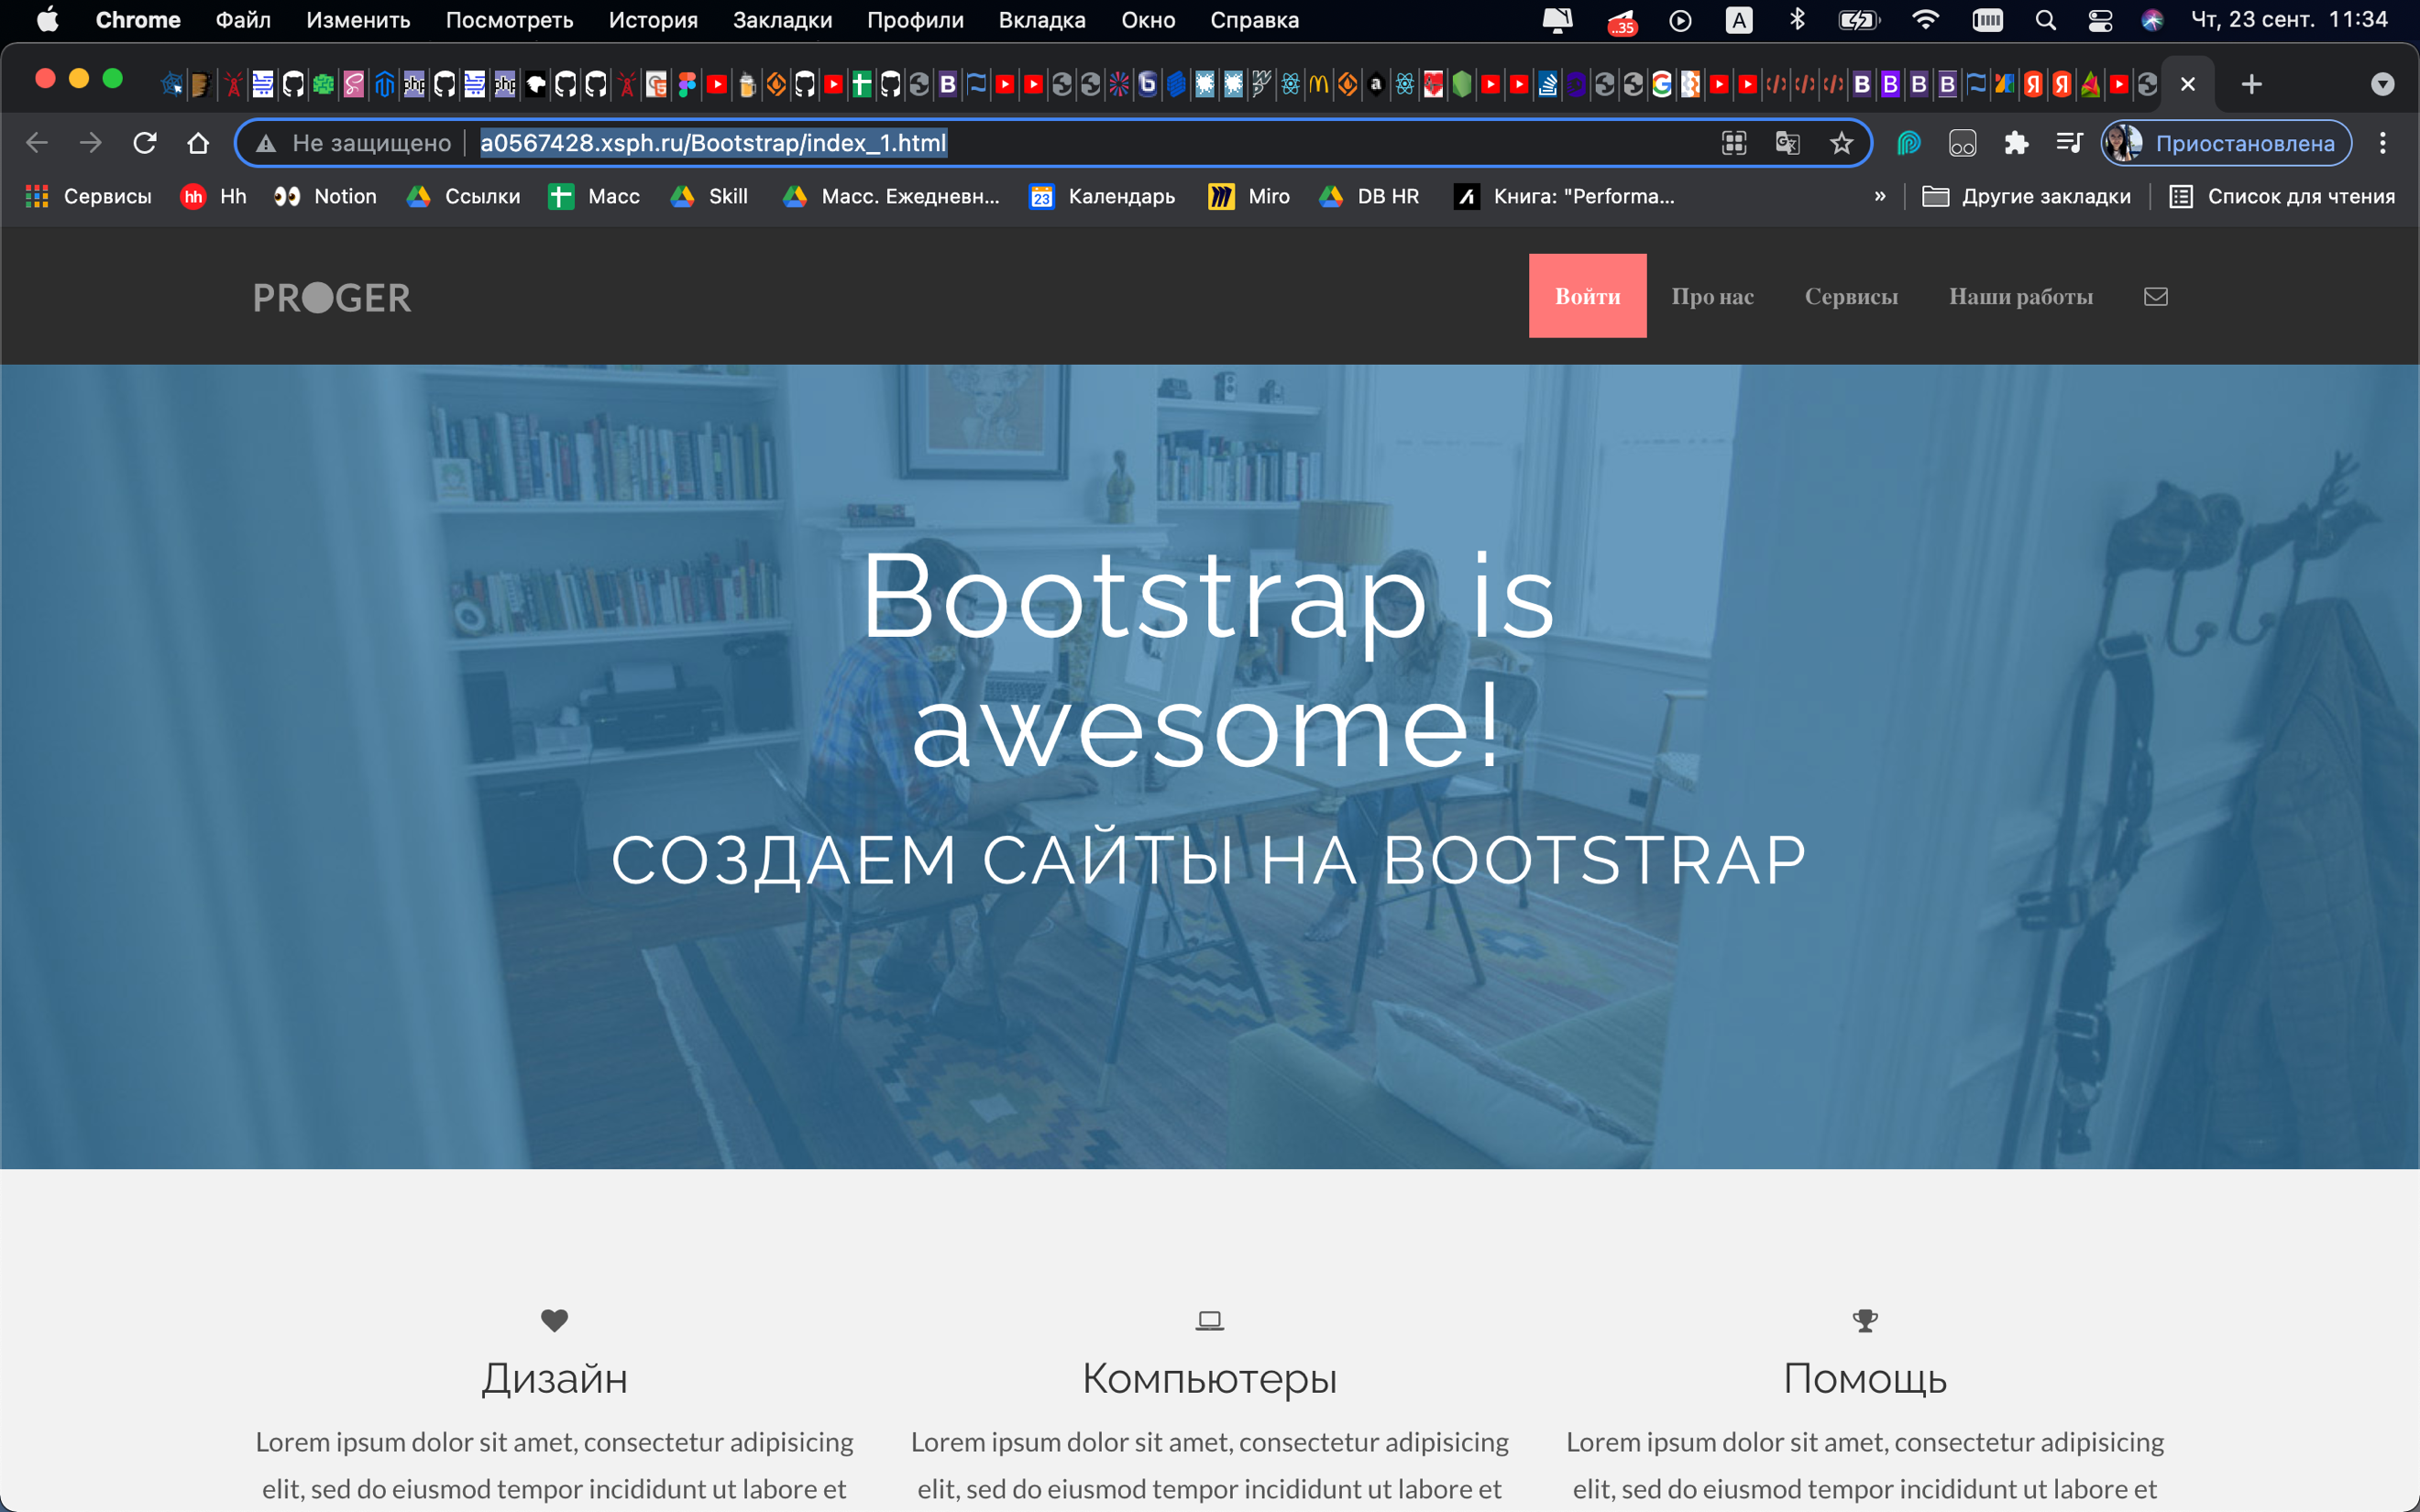 Chrome Файл Изменить Посмотреть История Закладки Профили Вкладка Окно Справка ..35 A Чт, 23 сент. 11:34
Не защищено a0567428.xsph.ru/Bootstrap/index_1.html Приостановлена
Сервисы hh Hh Notion Ссылки Масс Skill Масс. Ежедневн... 23 Календарь Miro DB HR Книга: "Performa... » Другие закладки Список для чтения
PROGER Войти Про нас Сервисы Наши работы
Bootstrap is
awesome!
СОЗДАЕМ САЙТЫ НА BOOTSTRAP
Дизайн Компьютеры Помощь
Lorem ipsum dolor sit amet, consectetur adipisicing Lorem ipsum dolor sit amet, consectetur adipisicing Lorem ipsum dolor sit amet, consectetur adipisicing
elit, sed do eiusmod tempor incididunt ut labore et elit, sed do eiusmod tempor incididunt ut labore et elit, sed do eiusmod tempor incididunt ut labore et